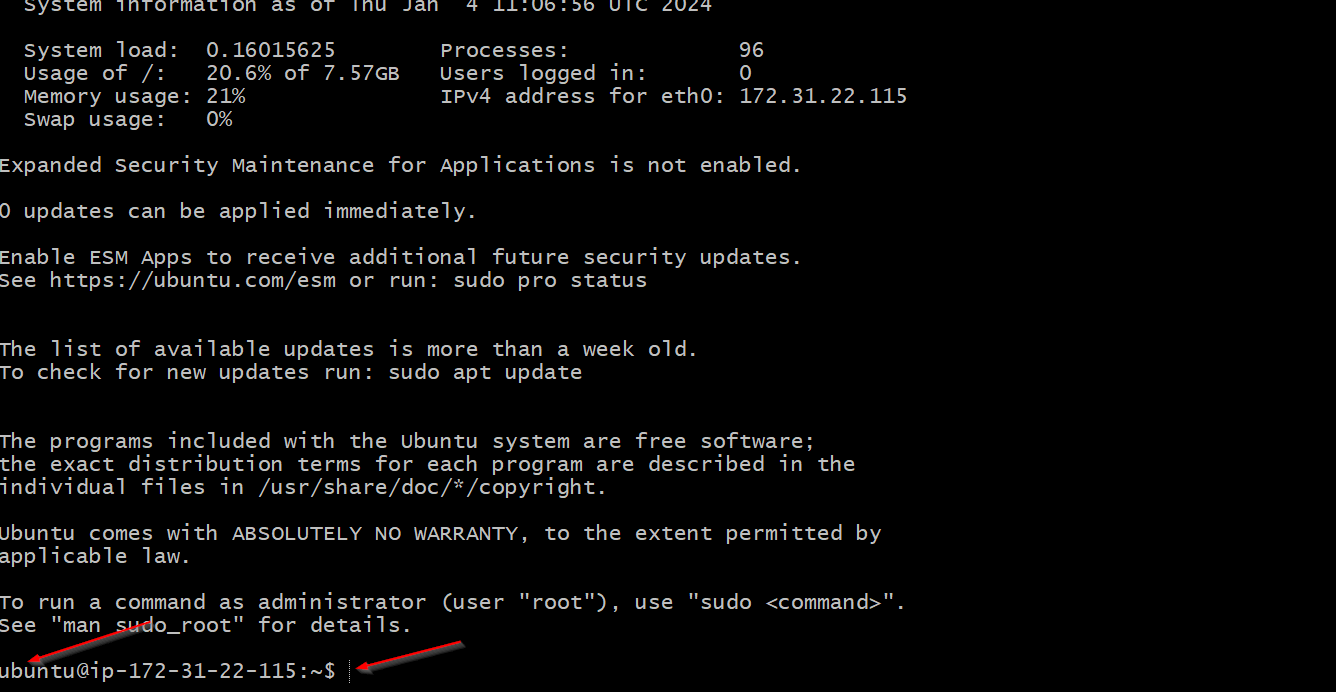 System information as of Thu Jan  4 11:06:56 UTC 2024
System load:  0.16015625        Processes:             96
Usage of /:   20.6% of 7.57GB   Users logged in:       0
Memory usage: 21%               IPv4 address for eth0: 172.31.22.115
Swap usage:   0%
Expanded Security Maintenance for Applications is not enabled.
0 updates can be applied immediately.
Enable ESM Apps to receive additional future security updates.
See https://ubuntu.com/esm or run: sudo pro status
The list of available updates is more than a week old.
To check for new updates run: sudo apt update
The programs included with the Ubuntu system are free software;
the exact distribution terms for each program are described in the
individual files in /usr/share/doc/*/copyright.
Ubuntu comes with ABSOLUTELY NO WARRANTY, to the extent permitted by
applicable law.
To run a command as administrator (user "root"), use "sudo <command>".
See "man sudo_root" for details.
ubuntu@ip-172-31-22-115:~$